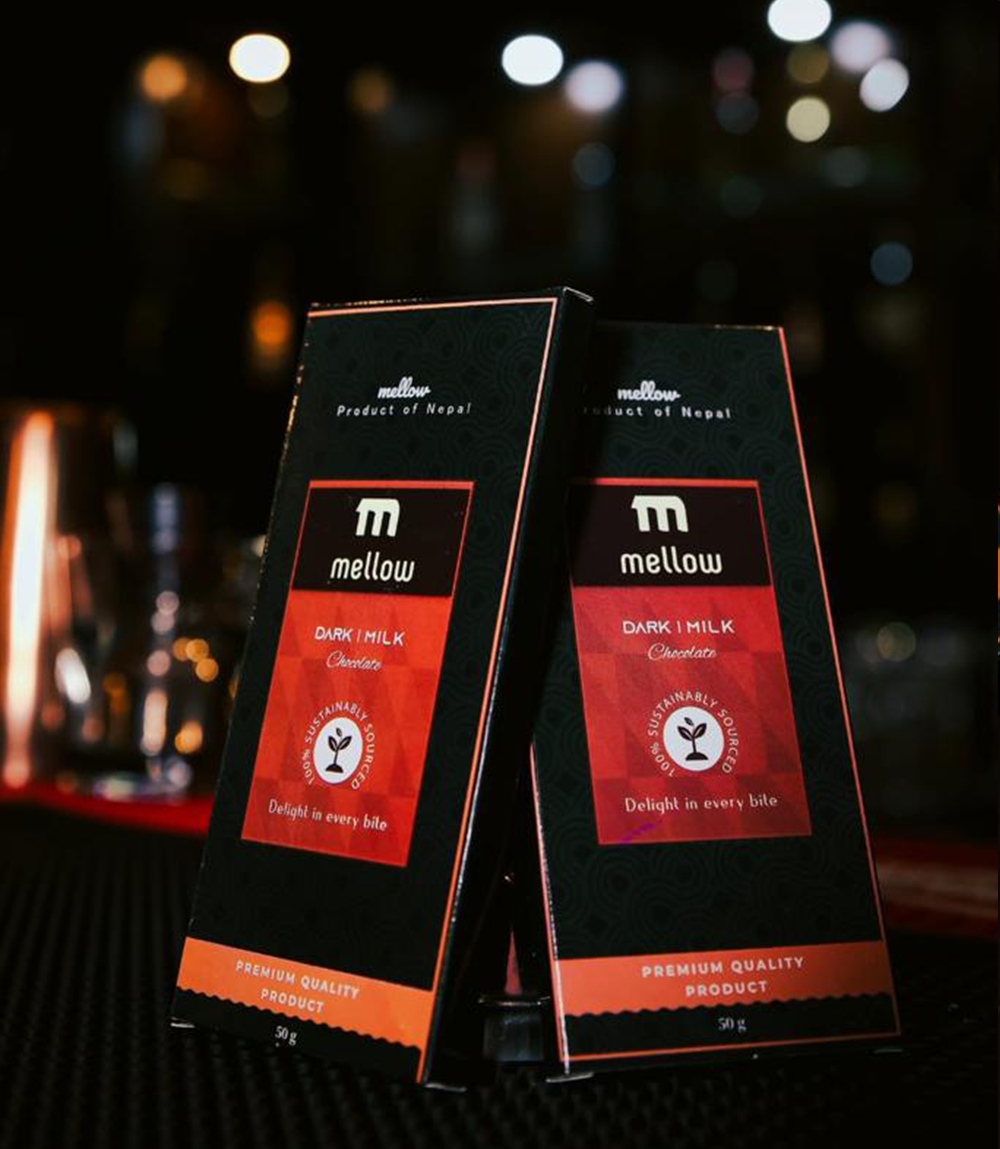 mellow
Product of Nepal
m
mellow
DARK | MILK
Chocolate
100% SUSTAINABLY SOURCED
Delight in every bite
PREMIUM QUALITY
PRODUCT
50 g
mellow
Product of Nepal
m
mellow
DARK | MILK
Chocolate
100% SUSTAINABLY SOURCED
Delight in every bite
PREMIUM QUALITY
PRODUCT
50 g